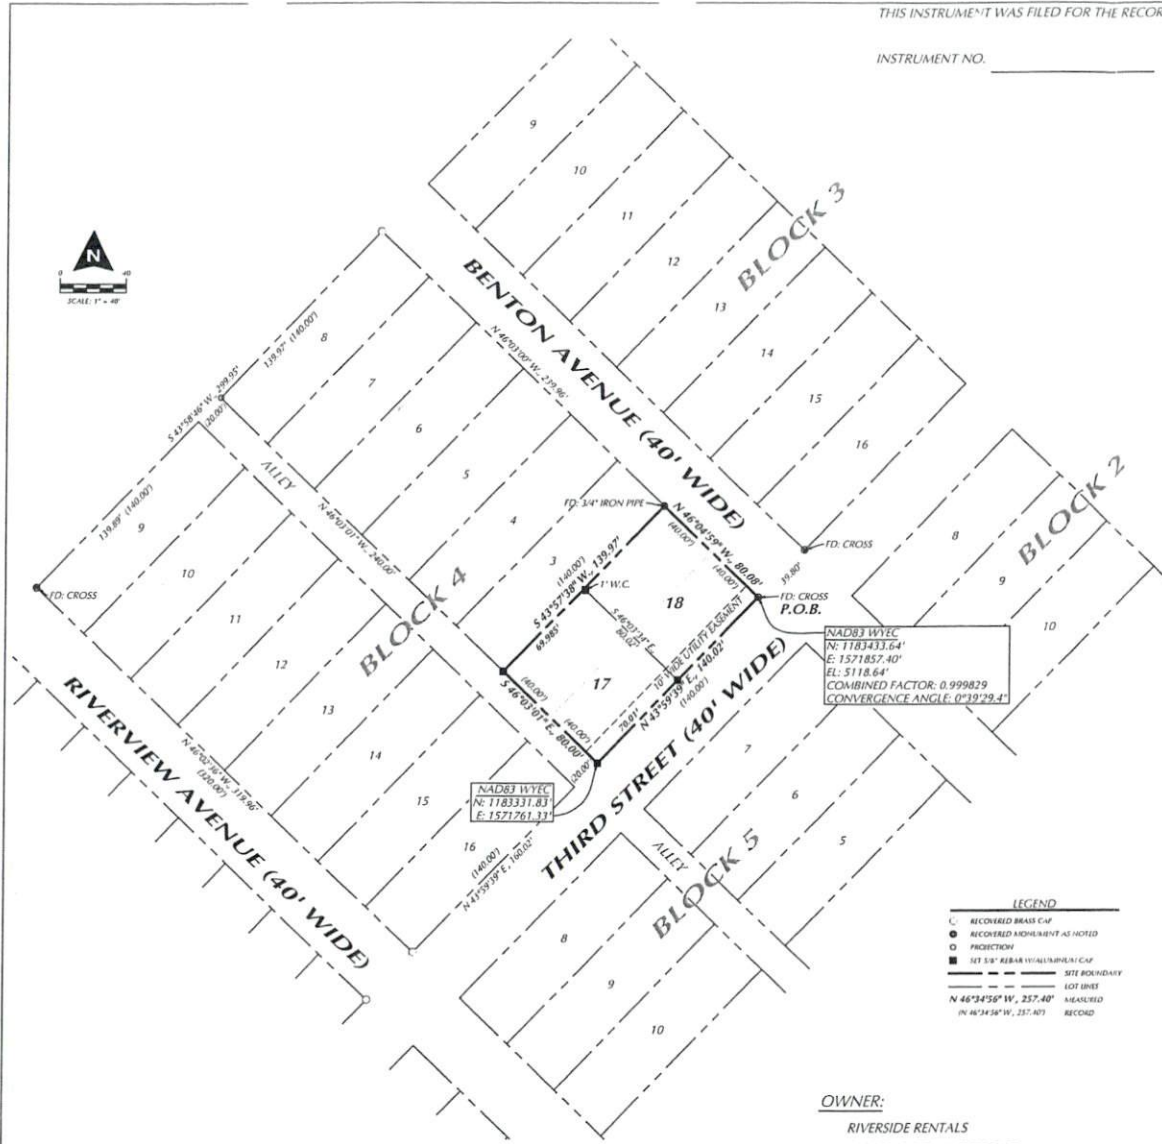 THIS INSTRUMENT WAS FILED FOR THE RECOR
INSTRUMENT NO.
9
10
11
12
13
14
15
16
BLOCK 3
N
0 40
SCALE: 1" = 40'
BENTON AVENUE (40' WIDE)
N 46°03'00" W., 239.96'
8
7
6
5
4
3
139.97' (140.00')
S 43°58'46" W., 299.95'
(20.00')
139.89' (140.00')
ALLEY
N 46°03'01" W., 240.00'
9
10
11
12
13
14
15
16
BLOCK 4
FD: CROSS
FD: 3/4" IRON PIPE
N 46°04'59" W., 80.08'
(40.00')
(40.00')
39.80'
FD: CROSS
FD: CROSS
P.O.B.
S 43°57'38" W., 139.97'
(140.00')
69.985'
1' W.C.
18
S 46°03'34" E.,
80.02'
10' WIDE UTILITY EASEMENT
N 43°59'39" E., 140.02'
(140.00')
70.01'
17
(40.00')
(40.00')
S 46°03'01" E., 80.00'
(20.00')
NAD83 WYEC
N: 1183433.64'
E: 1571857.40'
EL: 5118.64'
COMBINED FACTOR: 0.999829
CONVERGENCE ANGLE: 0°39'29.4"
NAD83 WYEC
N: 1183331.83'
E: 1571761.33'
THIRD STREET (40' WIDE)
RIVERVIEW AVENUE (40' WIDE)
N 46°02'36" W., 319.96'
(320.00')
(140.00')
N 43°59'39" E., 160.02'
BLOCK 2
8
9
10
7
6
5
ALLEY
BLOCK 5
8
9
10
LEGEND
RECOVERED BRASS CAP
RECOVERED MONUMENT AS NOTED
PROJECTION
SET 5/8" REBAR W/ALUMINUM CAP
SITE BOUNDARY
LOT LINES
N 46°34'56" W., 257.40' MEASURED
(N 46°34'56" W., 257.40') RECORD
OWNER:
RIVERSIDE RENTALS